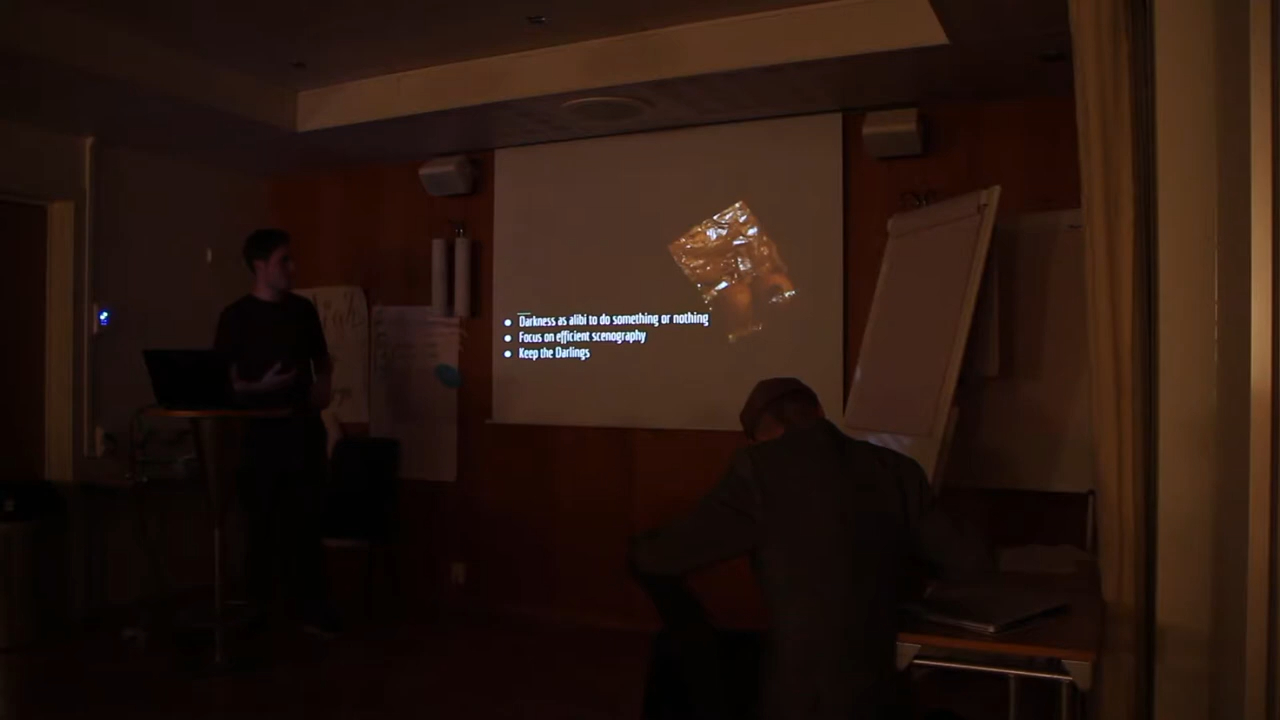 Darkness as alibi to do something or nothing
Focus on efficient scenography
Keep the Darlings